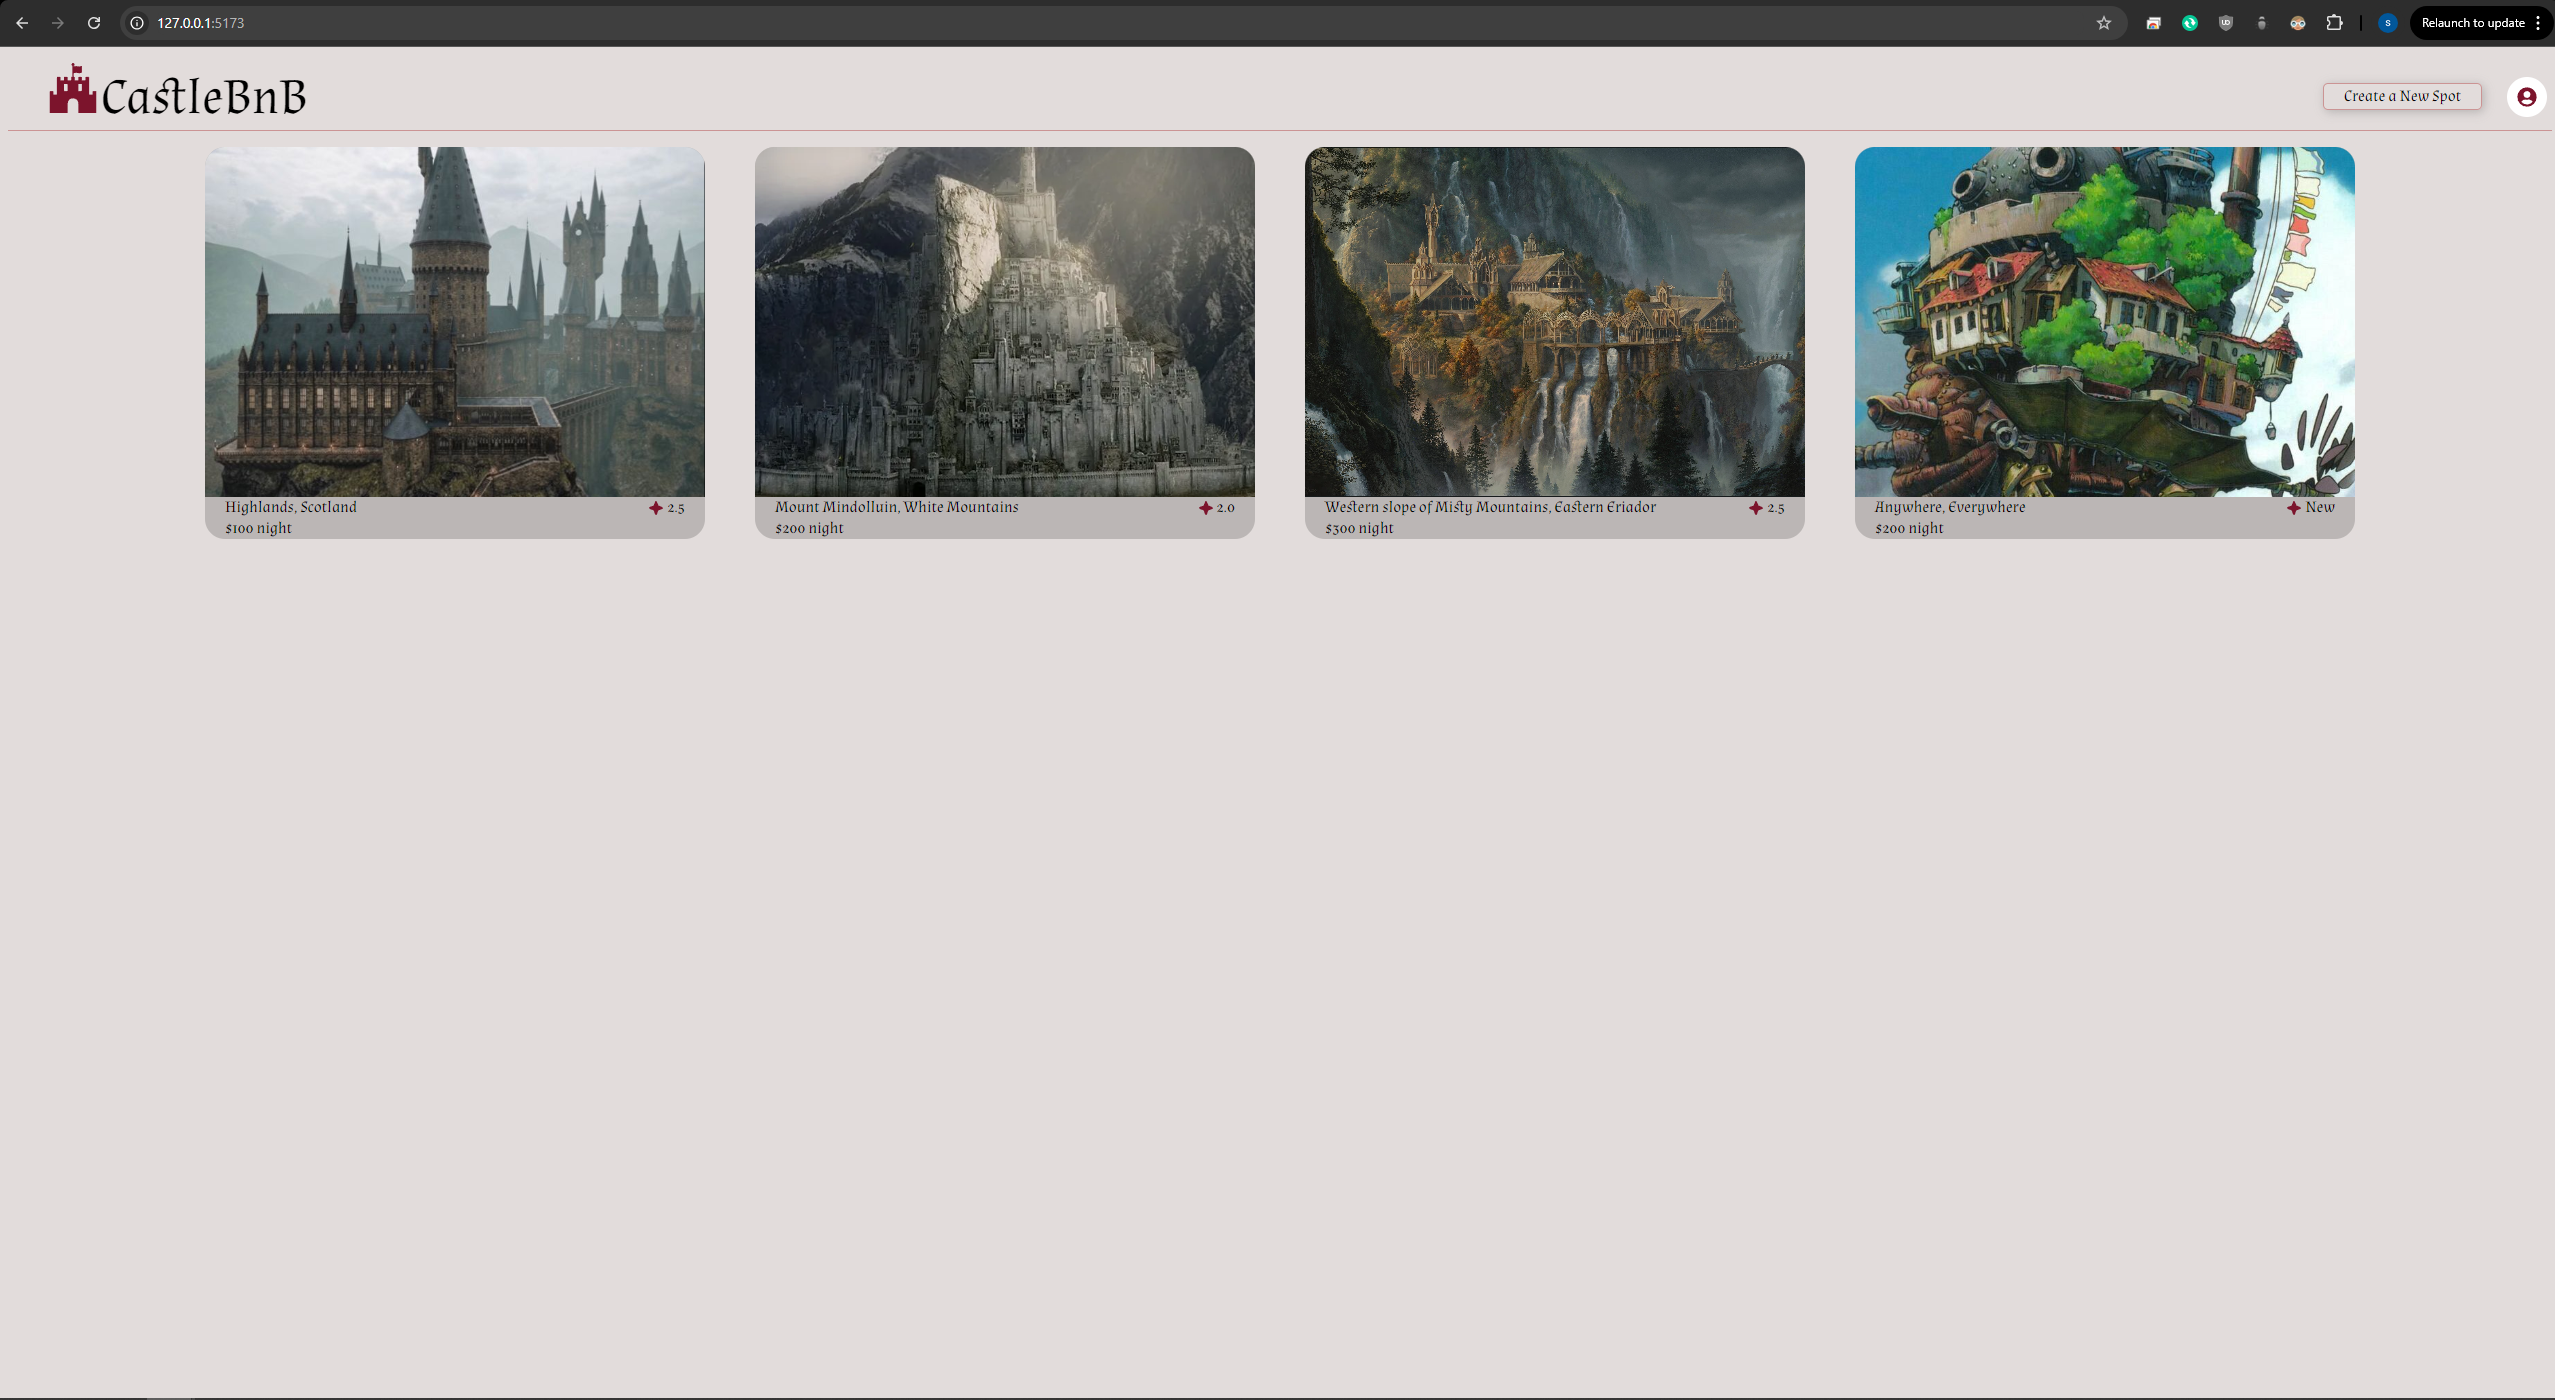 127.0.0.1:5173
Relaunch to update
CastleBnB
Create a New Spot
Highlands, Scotland
2.5
$100 night
Mount Mindolluin, White Mountains
2.0
$200 night
Western slope of Misty Mountains, Eastern Eriador
2.5
$300 night
Anywhere, Everywhere
New
$200 night